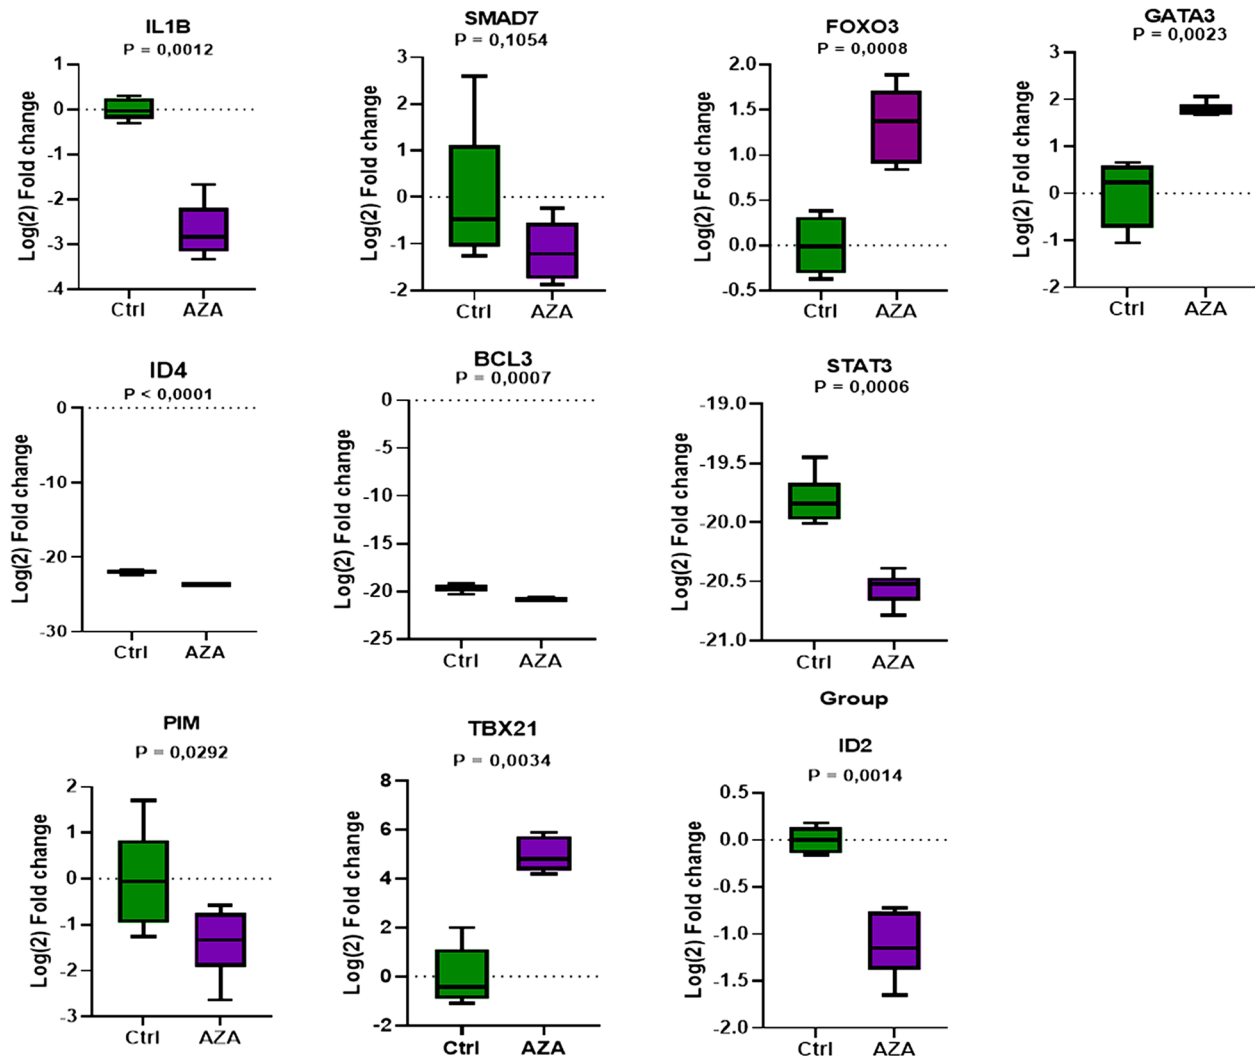 IL1B
P = 0,0012
Log(2) Fold change
1
0
-1
-2
-3
-4
Ctrl
AZA
SMAD7
P = 0,1054
Log(2) Fold change
3
2
1
0
-1
-2
Ctrl
AZA
FOXO3
P = 0,0008
Log(2) Fold change
2.0
1.5
1.0
0.5
0.0
-0.5
Ctrl
AZA
GATA3
P = 0,0023
Log(2) Fold change
3
2
1
0
-1
-2
Ctrl
AZA
ID4
P < 0,0001
Log(2) Fold change
0
-10
-20
-30
Ctrl
AZA
BCL3
P = 0,0007
Log(2) Fold change
0
-5
-10
-15
-20
-25
Ctrl
AZA
STAT3
P = 0,0006
Log(2) Fold change
-19.0
-19.5
-20.0
-20.5
-21.0
Ctrl
AZA
Group
PIM
P = 0,0292
Log(2) Fold change
2
1
0
-1
-2
-3
Ctrl
AZA
TBX21
P = 0,0034
Log(2) Fold change
8
6
4
2
0
-2
Ctrl
AZA
ID2
P = 0,0014
Log(2) Fold change
0.5
0.0
-0.5
-1.0
-1.5
-2.0
Ctrl
AZA